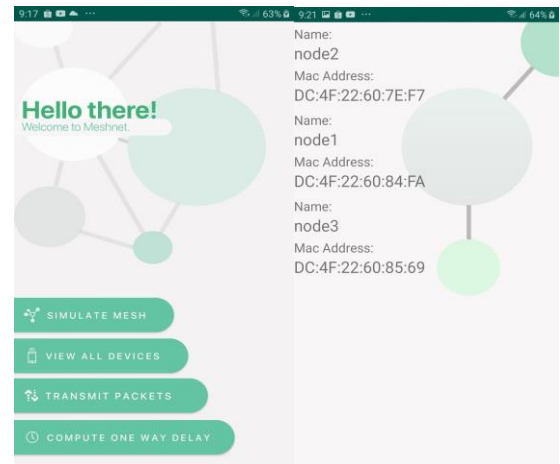 9:17
63%
Hello there!
Welcome to Meshnet.
SIMULATE MESH
VIEW ALL DEVICES
TRANSMIT PACKETS
COMPUTE ONE WAY DELAY
9:21
64%
Name:
node2
Mac Address:
DC:4F:22:60:7E:F7
Name:
node1
Mac Address:
DC:4F:22:60:84:FA
Name:
node3
Mac Address:
DC:4F:22:60:85:69